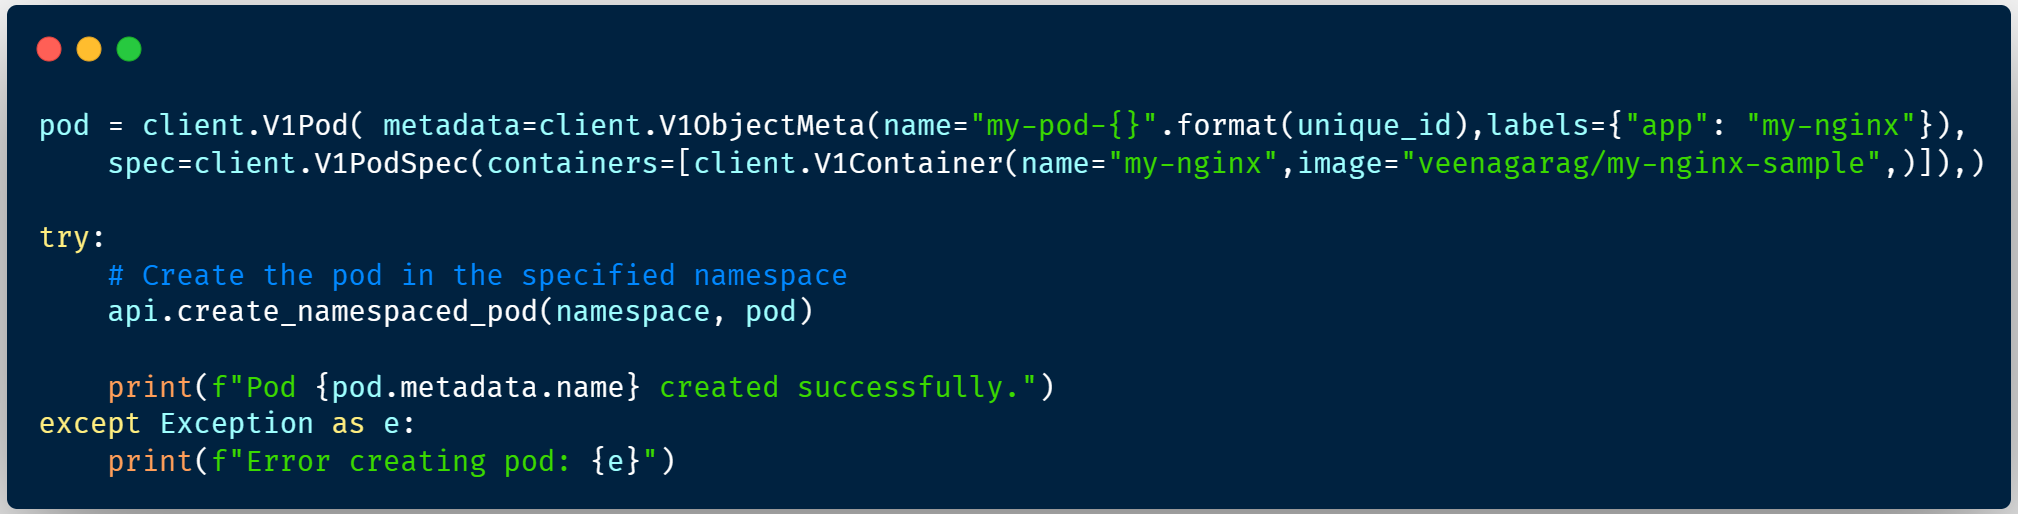 pod = client.V1Pod( metadata=client.V1ObjectMeta(name="my-pod-{}".format(unique_id),labels={"app": "my-nginx"}),
    spec=client.V1PodSpec(containers=[client.V1Container(name="my-nginx",image="veenagarag/my-nginx-sample",)]),)
try:
    # Create the pod in the specified namespace
    api.create_namespaced_pod(namespace, pod)
    print(f"Pod {pod.metadata.name} created successfully.")
except Exception as e:
    print(f"Error creating pod: {e}")